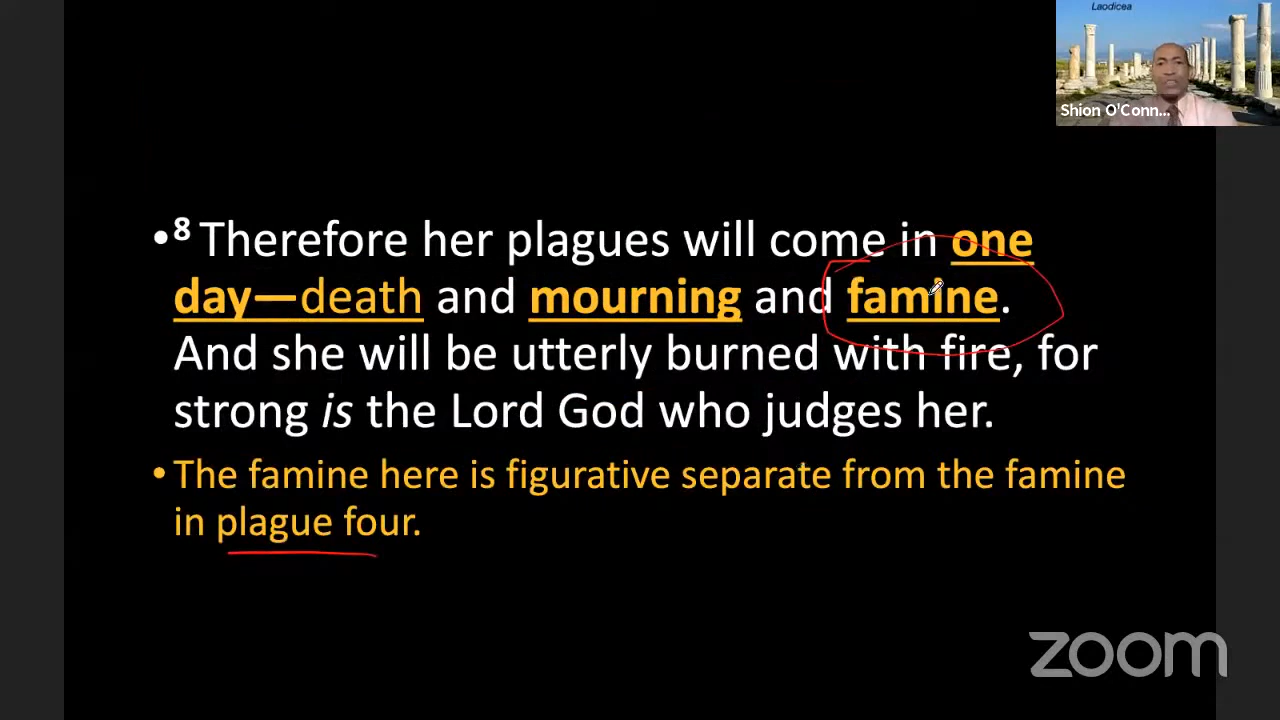 Laodicea
Shion O'Conn...
•8 Therefore her plagues will come in one
day—death and mourning and famine.
And she will be utterly burned with fire, for
strong is the Lord God who judges her.
•The famine here is figurative separate from the famine
in plague four.
zoom